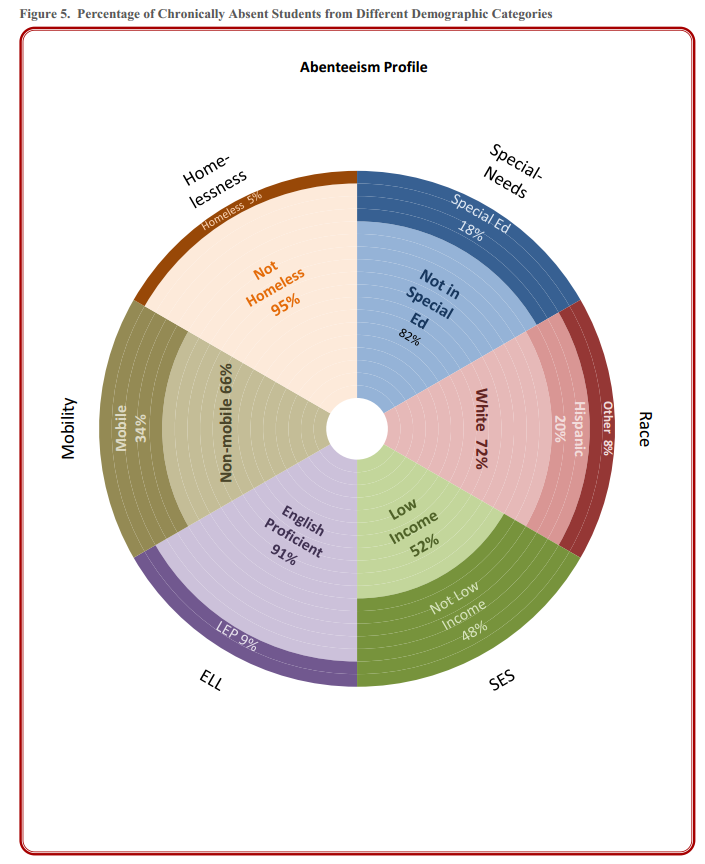 Figure 5.  Percentage of Chronically Absent Students from Different Demographic Categories
Abenteeism Profile
Home-
lessness
Special-
Needs
Homeless 5%
Special Ed
18%
Not
Homeless
95%
Not in
Special
Ed
82%
Mobility
Mobile
34%
Non-mobile 66%
White 72%
Hispanic
20%
Other 8%
Race
English
Proficient
91%
Low
Income
52%
LEP 9%
Not Low
Income
48%
ELL
SES